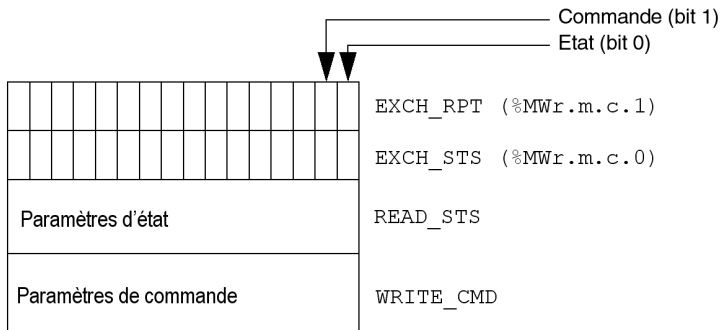 Commande (bit 1)
Etat (bit 0)
EXCH_RPT (%MWr.m.c.1)
EXCH_STS (%MWr.m.c.0)
Paramètres d'état READ_STS
Paramètres de commande WRITE_CMD